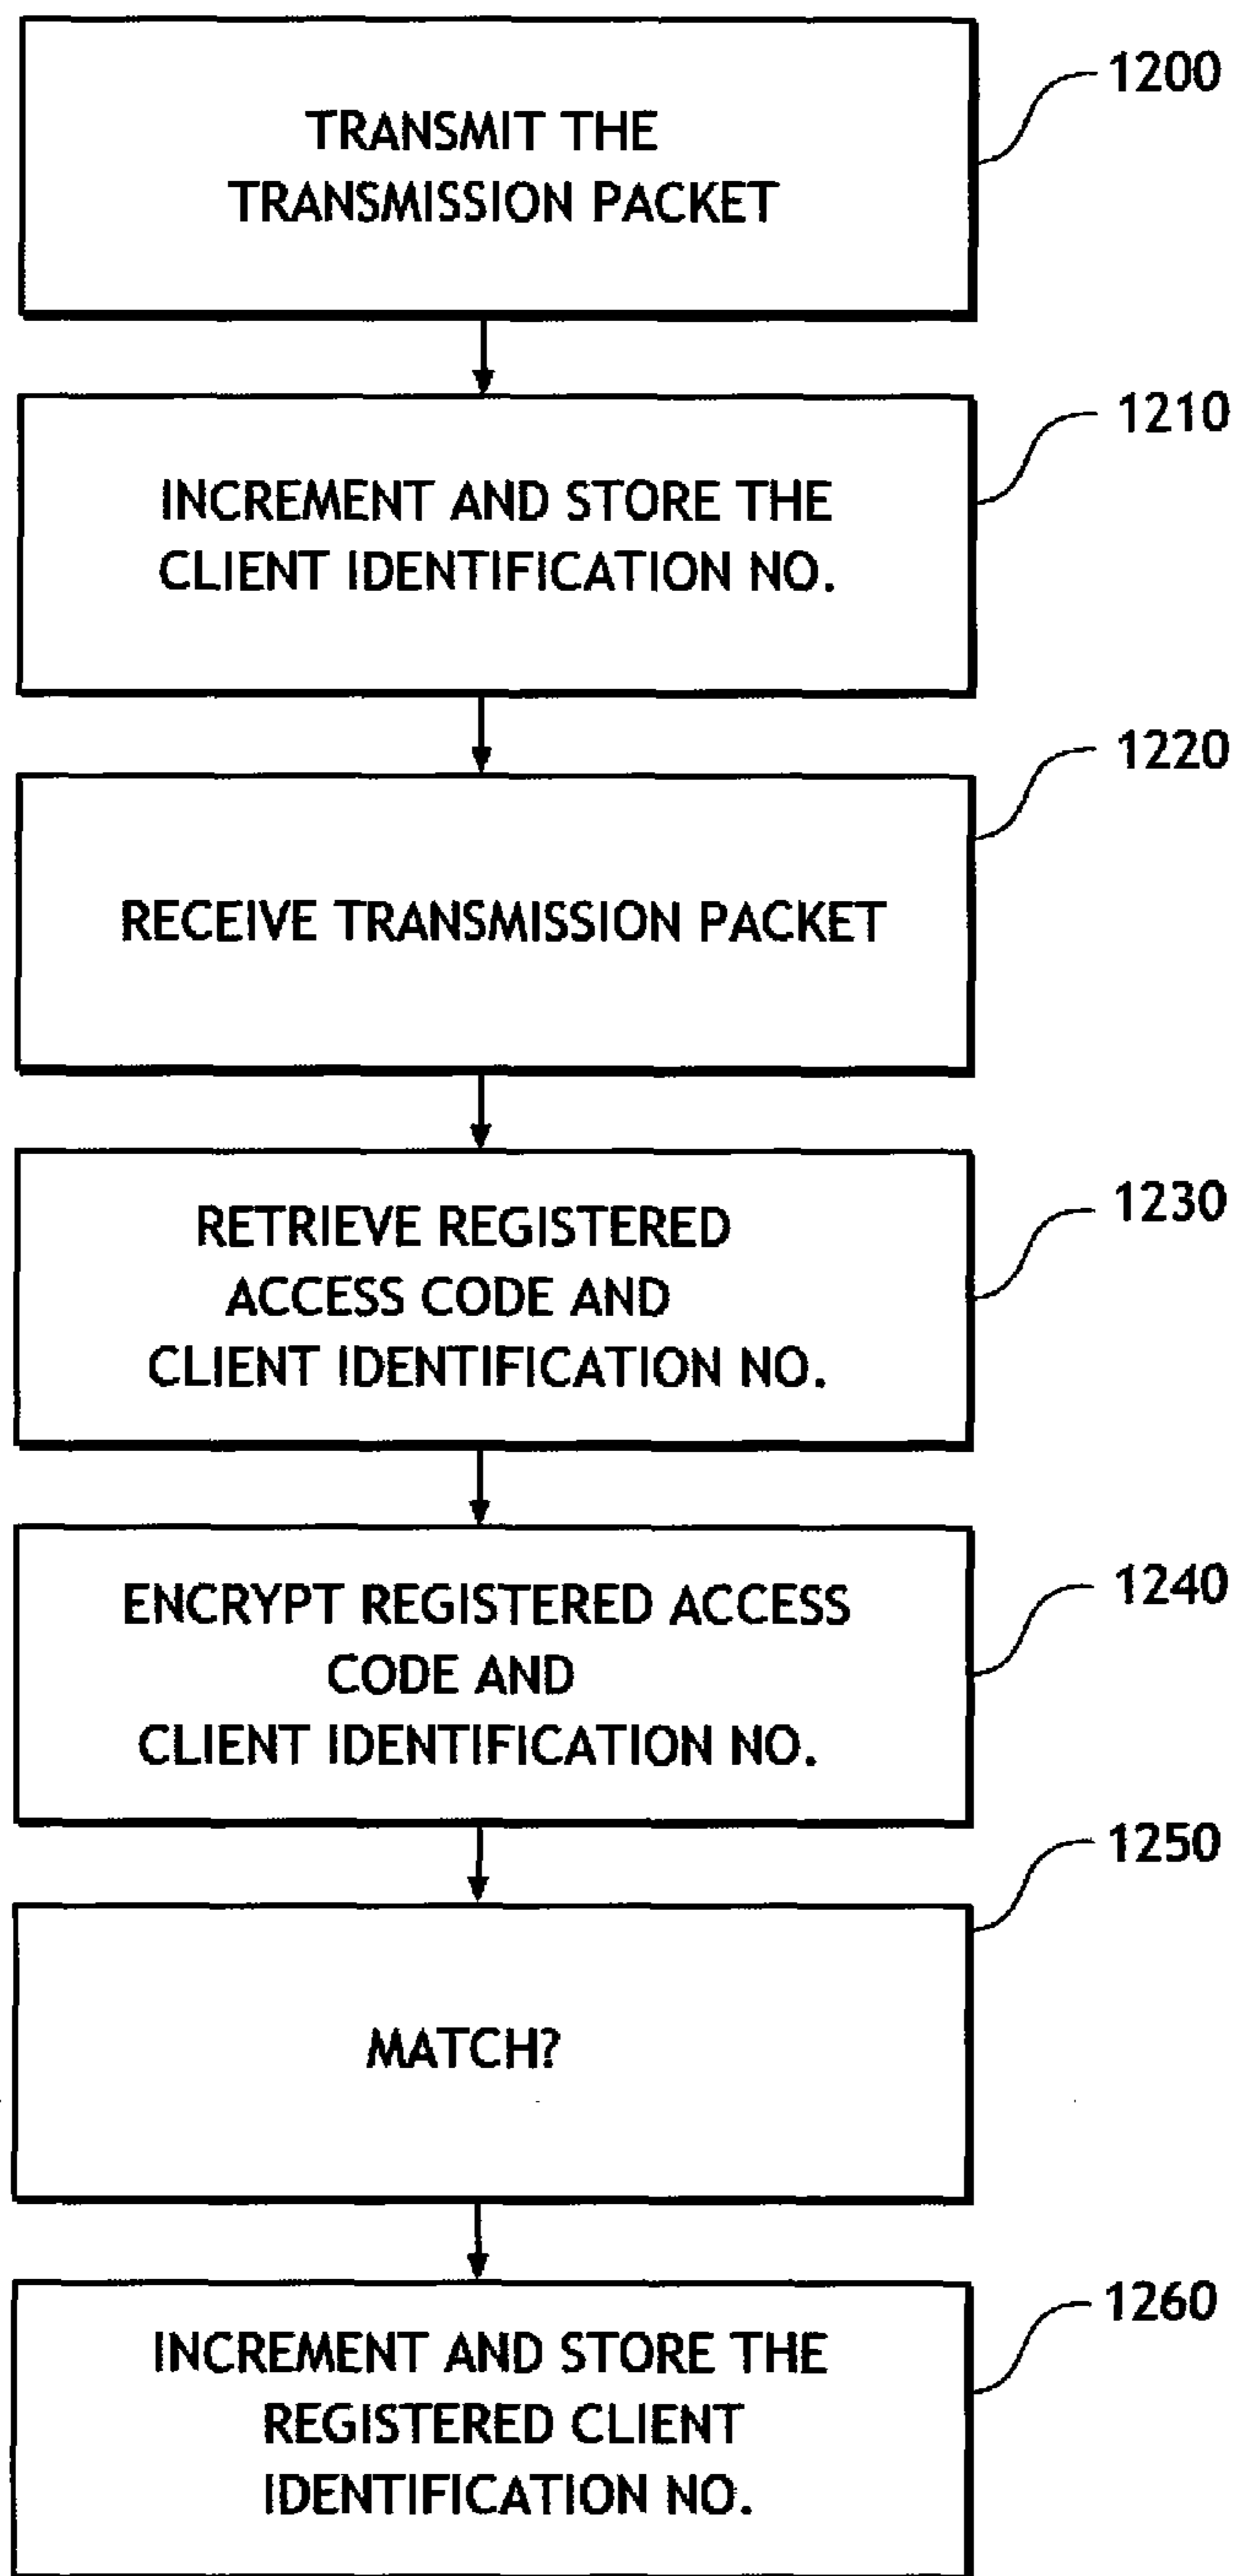 TRANSMIT THE
TRANSMISSION PACKET
1200
INCREMENT AND STORE THE
CLIENT IDENTIFICATION NO.
1210
RECEIVE TRANSMISSION PACKET
1220
RETRIEVE REGISTERED
ACCESS CODE AND
CLIENT IDENTIFICATION NO.
1230
ENCRYPT REGISTERED ACCESS
CODE AND
CLIENT IDENTIFICATION NO.
1240
MATCH?
1250
INCREMENT AND STORE THE
REGISTERED CLIENT
IDENTIFICATION NO.
1260